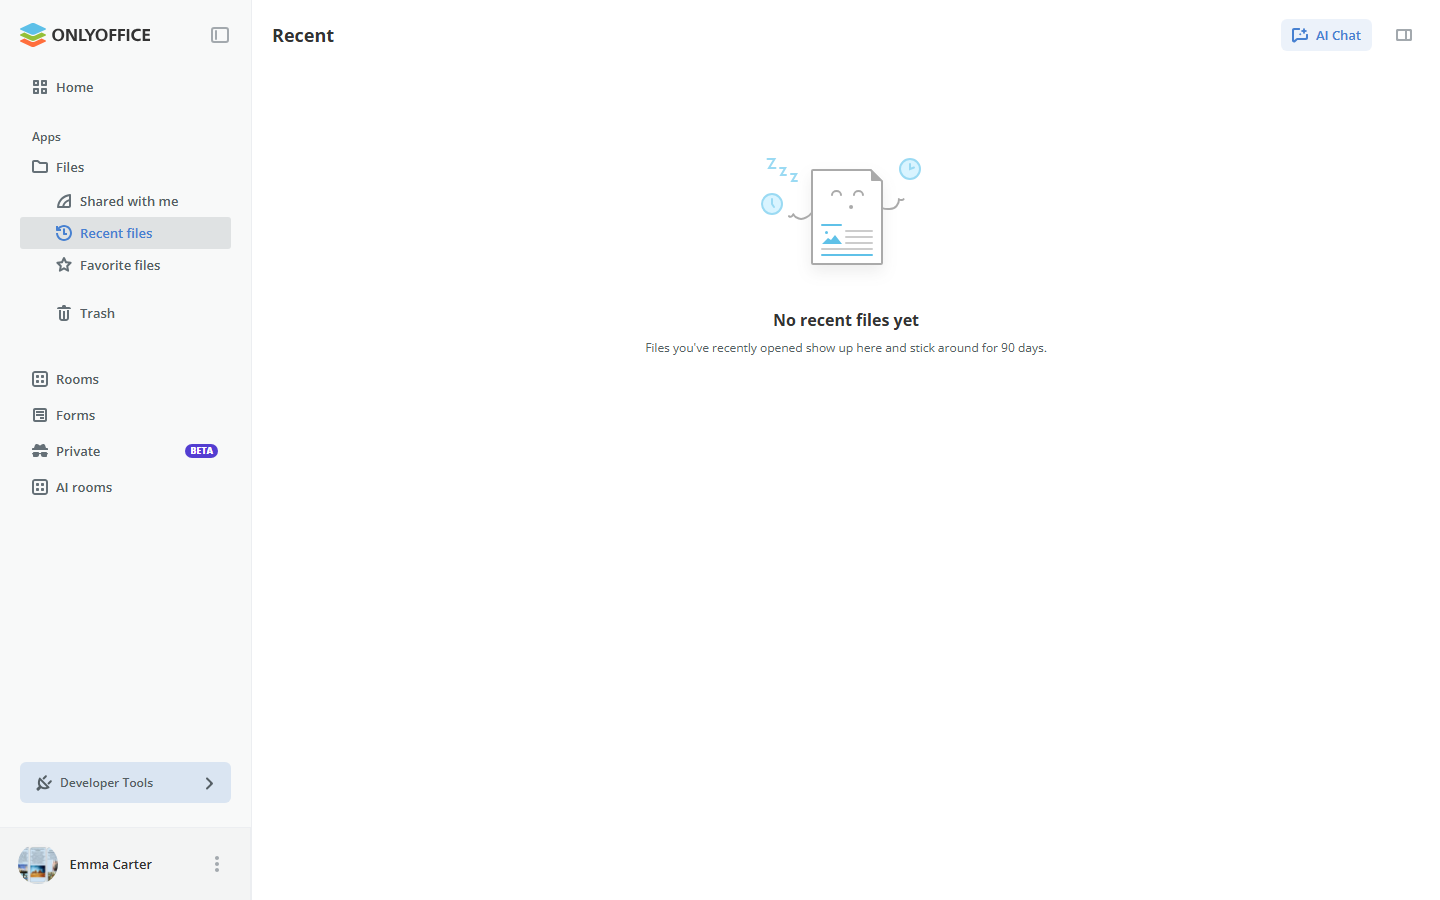 ONLYOFFICE
Home
Apps
Files
Shared with me
Recent files
Favorite files
Trash
Rooms
Forms
Private
BETA
AI rooms
Developer Tools
Emma Carter
Recent
AI Chat
z z z
No recent files yet
Files you've recently opened show up here and stick around for 90 days.